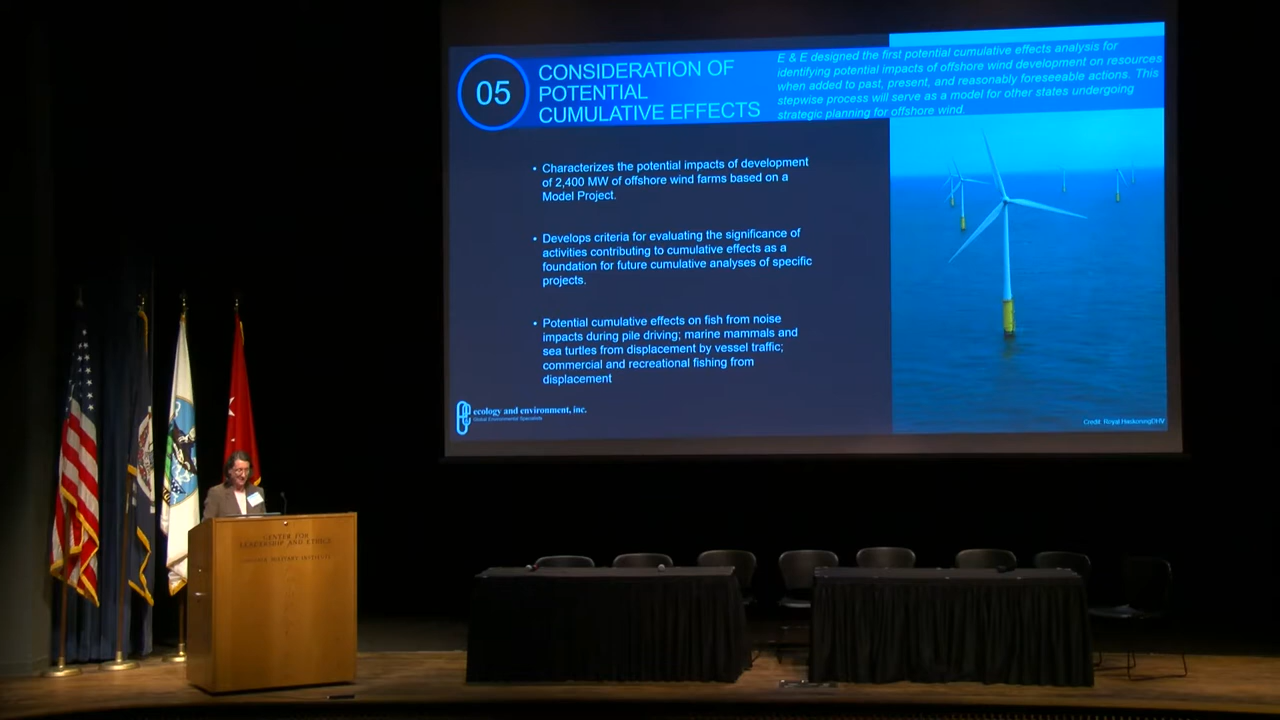 05
CONSIDERATION OF
POTENTIAL
CUMULATIVE EFFECTS
E & E designed the first potential cumulative effects analysis for
identifying potential impacts of offshore wind development on resources
when added to past, present, and reasonably foreseeable actions. This
stepwise process will serve as a model for other states undergoing
strategic planning for offshore wind.
• Characterizes the potential impacts of development
of 2,400 MW of offshore wind farms based on a
Model Project.
• Develops criteria for evaluating the significance of
activities contributing to cumulative effects as a
foundation for future cumulative analyses of specific
projects.
• Potential cumulative effects on fish from noise
impacts during pile driving; marine mammals and
sea turtles from displacement by vessel traffic;
commercial and recreational fishing from
displacement
ecology and environment, inc.
Global Environmental Specialists
Credit: Royal HaskoningDHV
CENTER FOR
LEADERSHIP AND ETHICS
MILITARY INSTITUTE